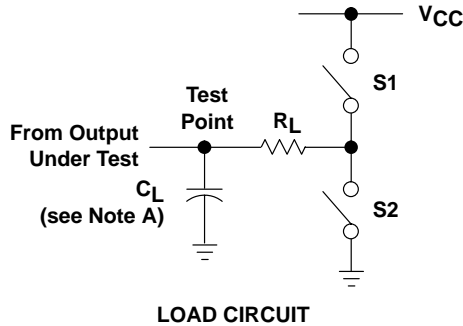 VCC
S1
Test
Point
RL
From Output
Under Test
CL
(see Note A)
S2
LOAD CIRCUIT